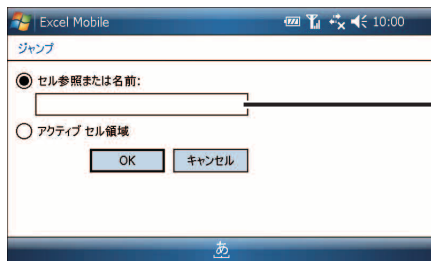 Excel Mobile 10:00
ジャンプ
セル参照または名前:
アクティブ セル領域
OK キャンセル
あ